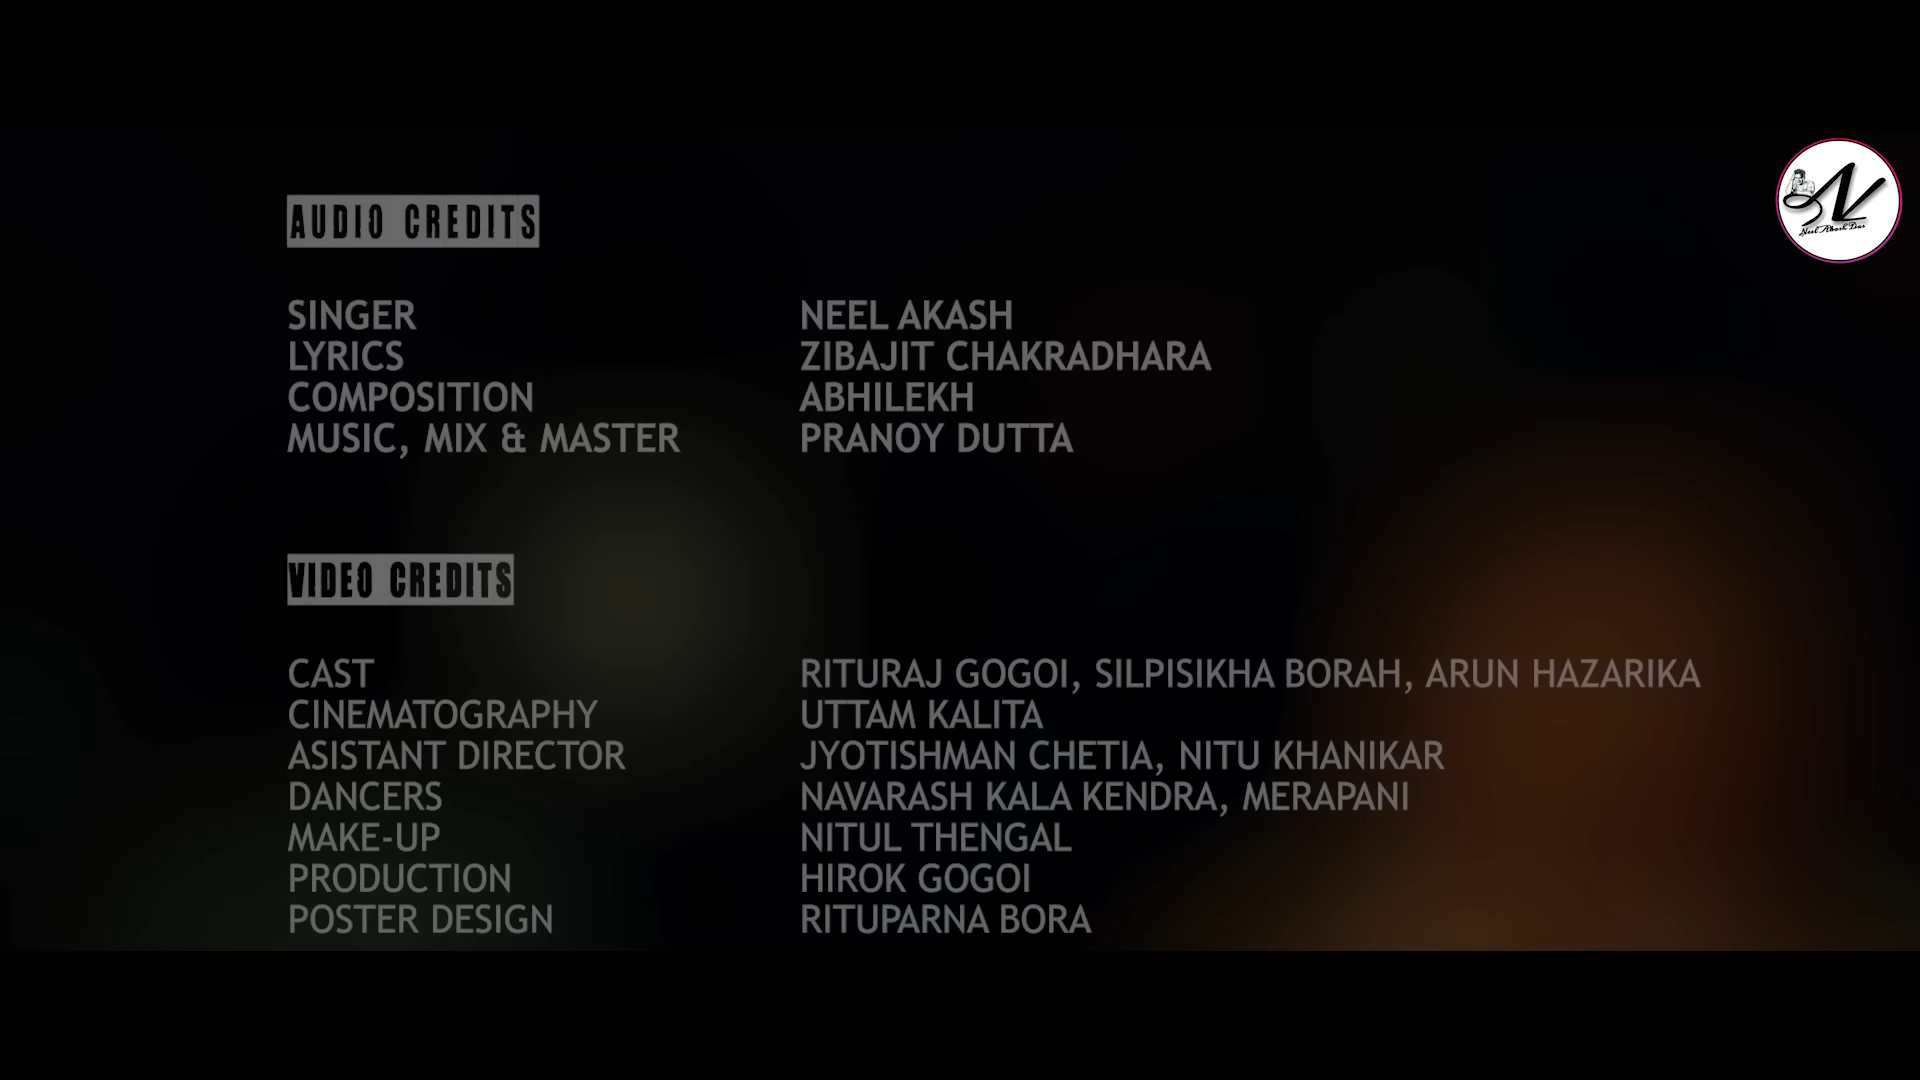 AUDIO CREDITS
SINGER NEEL AKASH
LYRICS ZIBAJIT CHAKRADHARA
COMPOSITION ABHILEKH
MUSIC, MIX & MASTER PRANOY DUTTA
VIDEO CREDITS
CAST RITURAJ GOGOI, SILPISIKHA BORAH, ARUN HAZARIKA
CINEMATOGRAPHY UTTAM KALITA
ASISTANT DIRECTOR JYOTISHMAN CHETIA, NITU KHANIKAR
DANCERS NAVARASH KALA KENDRA, MERAPANI
MAKE-UP NITUL THENGAL
PRODUCTION HIROK GOGOI
POSTER DESIGN RITUPARNA BORA